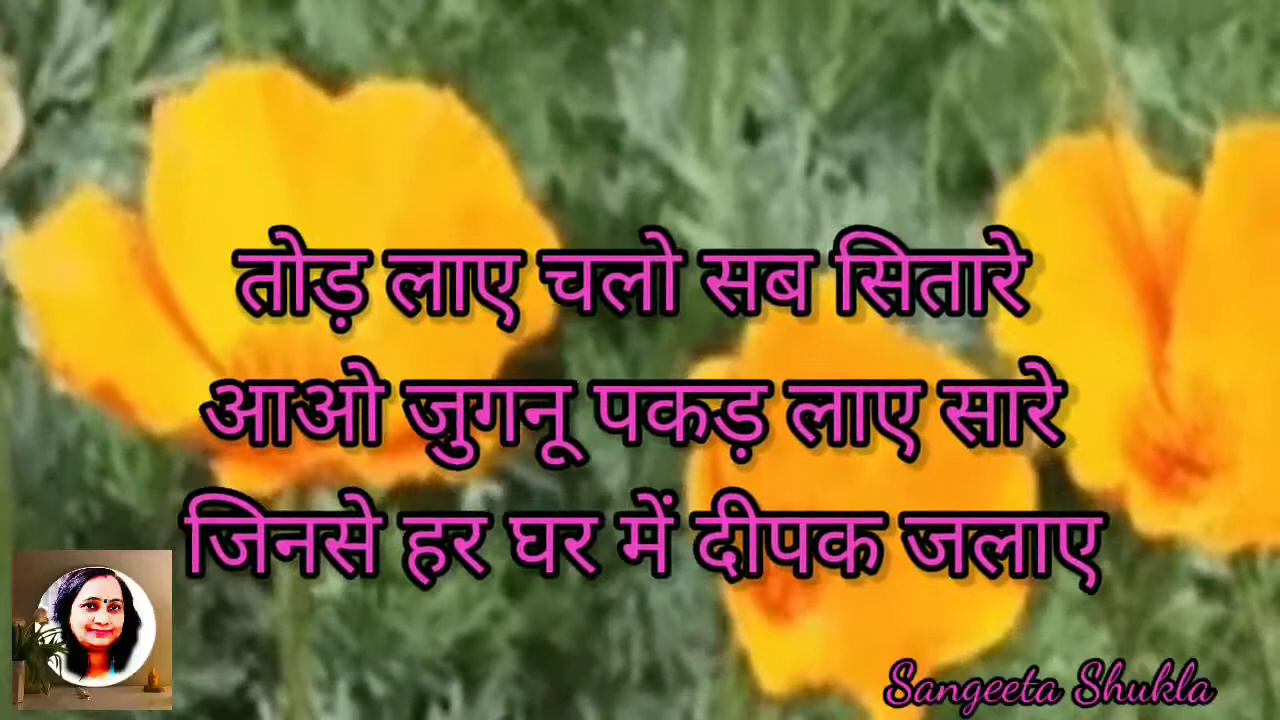 तोड़ लाए चलो सब सितारे
आओ जुगनू पकड़ लाए सारे
जिनसे हर घर में दीपक जलाए
Sangeeta Shukla